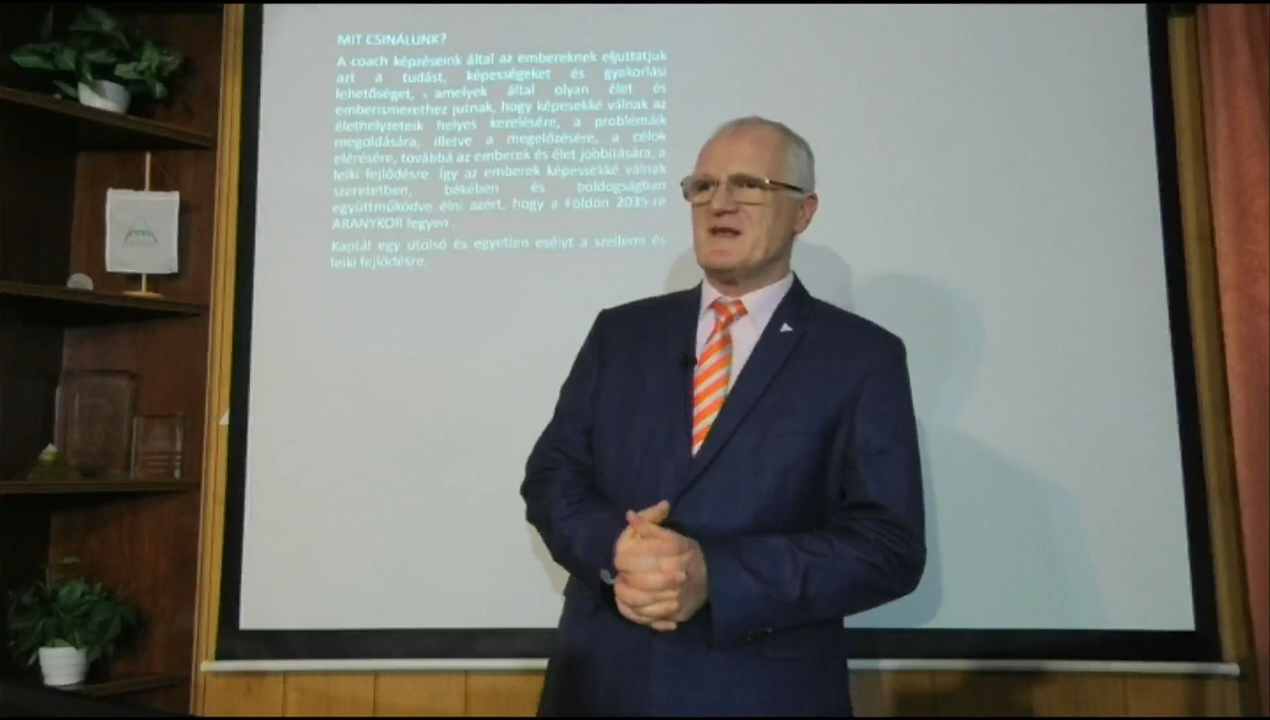 MIT CSINÁLUNK?
A coach képzéseink által az embereknek eljuttatjuk
azt a tudást, képességeket és gyakorlási
lehetőséget, amelyek által olyan élet és
emberismerethez jutnak, hogy képesekké válnak az
élethelyzeteik helyes kezelésére, a problémáik
megoldására, illetve a megelőzésére, a célok
elérésére, továbbá az emberek és élet jobbítására, a
lelki fejlődésre. Így az emberek képessekké válnak
szeretetben, békében és boldogságban
együttműködve élni azért, hogy a Földön 2035-re
ARANYKOR legyen.
Kaptál egy utolsó és egyetlen esélyt a szellemi és
lelki fejlődésre.